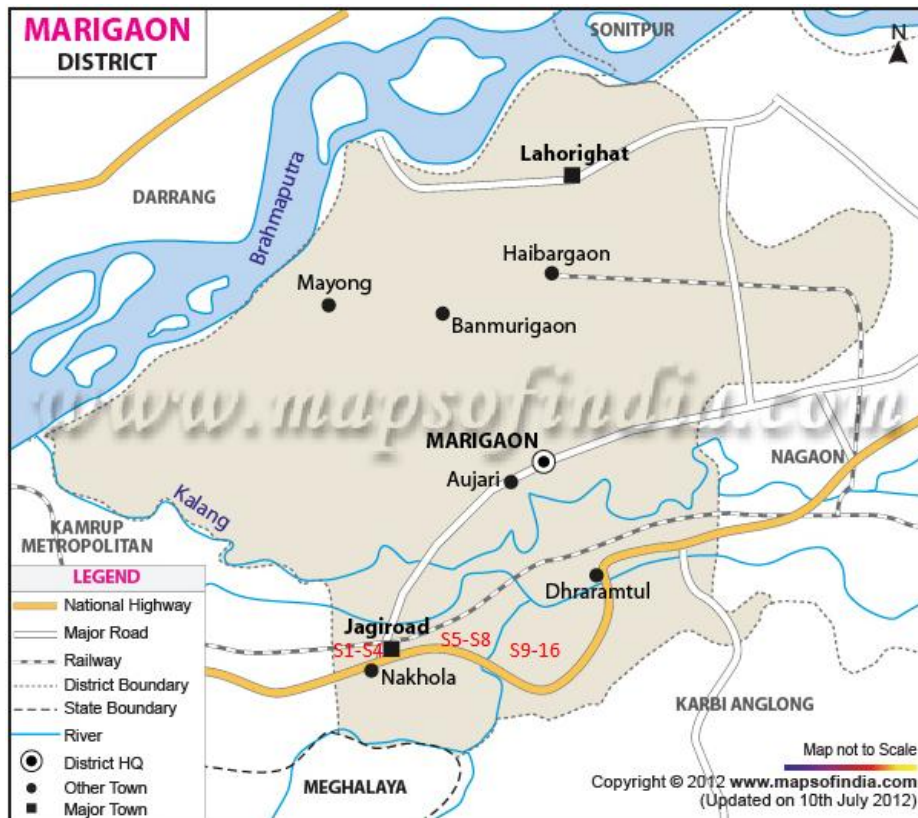 MARIGAON
DISTRICT
SONITPUR
N
Lahorighat
DARRANG
Brahmaputra
Haibargaon
Mayong
Banmurigaon
www.mapsofindia.com
MARIGAON
NAGAON
Aujari
Kalang
KAMRUP
METROPOLITAN
LEGEND
National Highway
Major Road
Railway
District Boundary
State Boundary
River
District HQ
Other Town
Major Town
Dhraramtul
Jagiroad
S1-S4
S5-S8
S9-16
Nakhola
KARBI ANGLONG
MEGHALAYA
Map not to Scale
Copyright © 2012 www.mapsofindia.com
(Updated on 10th July 2012)